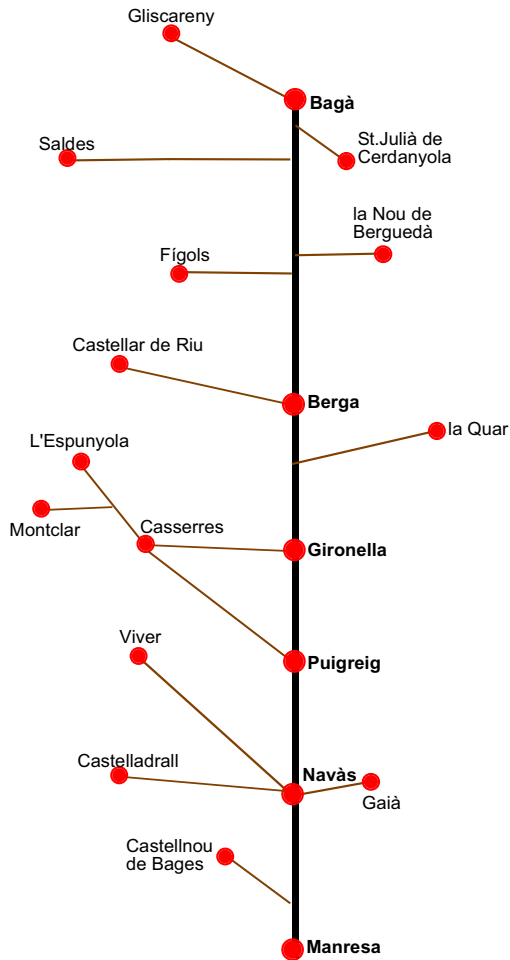 Gliscareny
Bagà
St.Julià de
Cerdanyola
Saldes
la Nou de
Berguedà
Fígols
Castellar de Riu
Berga
la Quar
L'Espunyola
Montclar
Casserres
Gironella
Viver
Puigreig
Castelladrall
Navàs
Gaià
Castellnou
de Bages
Manresa